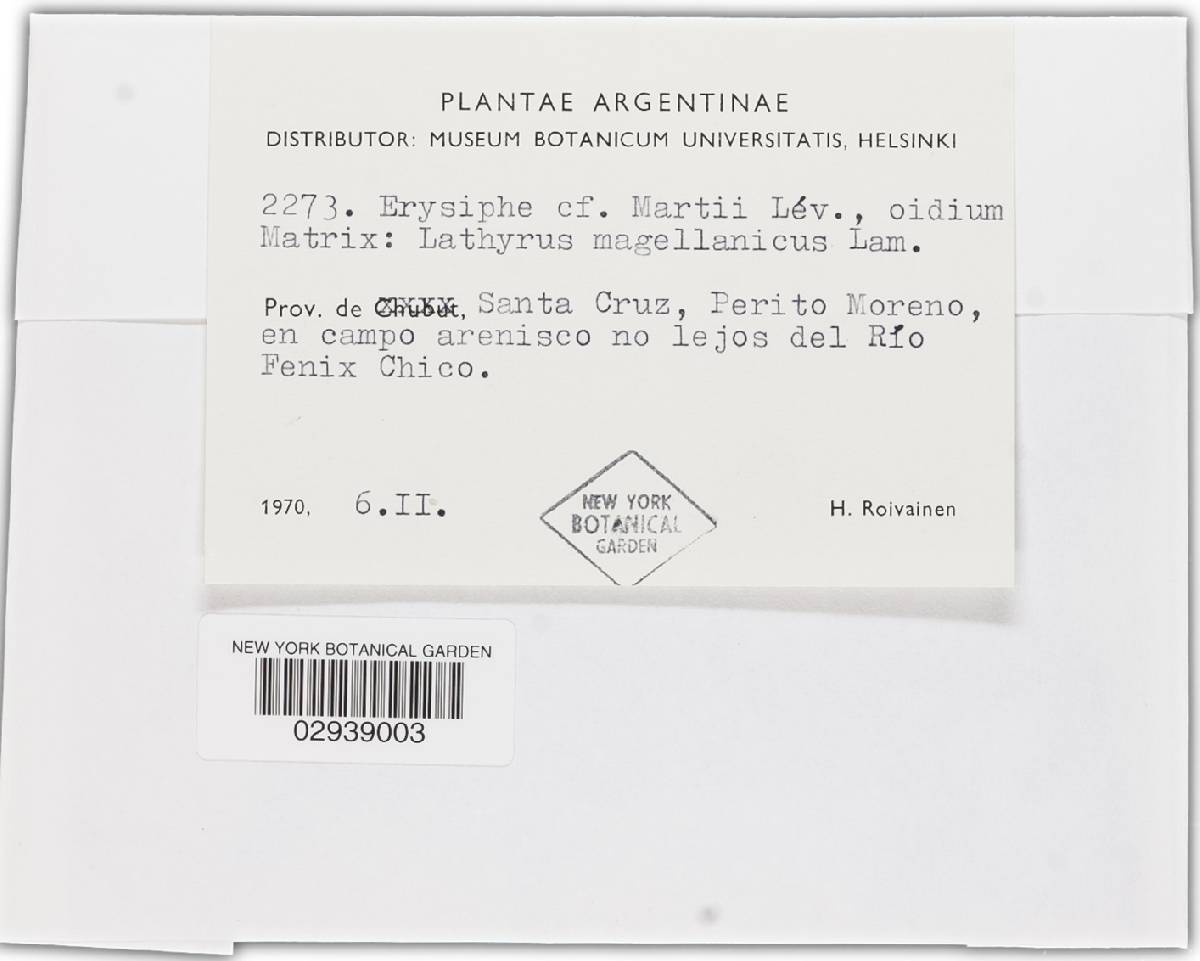 PLANTAE ARGENTINAE
DISTRIBUTOR: MUSEUM BOTANICUM UNIVERSITATIS, HELSINKI
2273. Erysiphe cf. Martii Lév., oidium
Matrix: Lathyrus magellanicus Lam.
Prov. de Chubut, Santa Cruz, Perito Moreno,
en campo arenisco no lejos del Río
Fenix Chico.
1970, 6.II. H. Roivainen
NEW YORK
BOTANICAL
GARDEN
NEW YORK BOTANICAL GARDEN
02939003